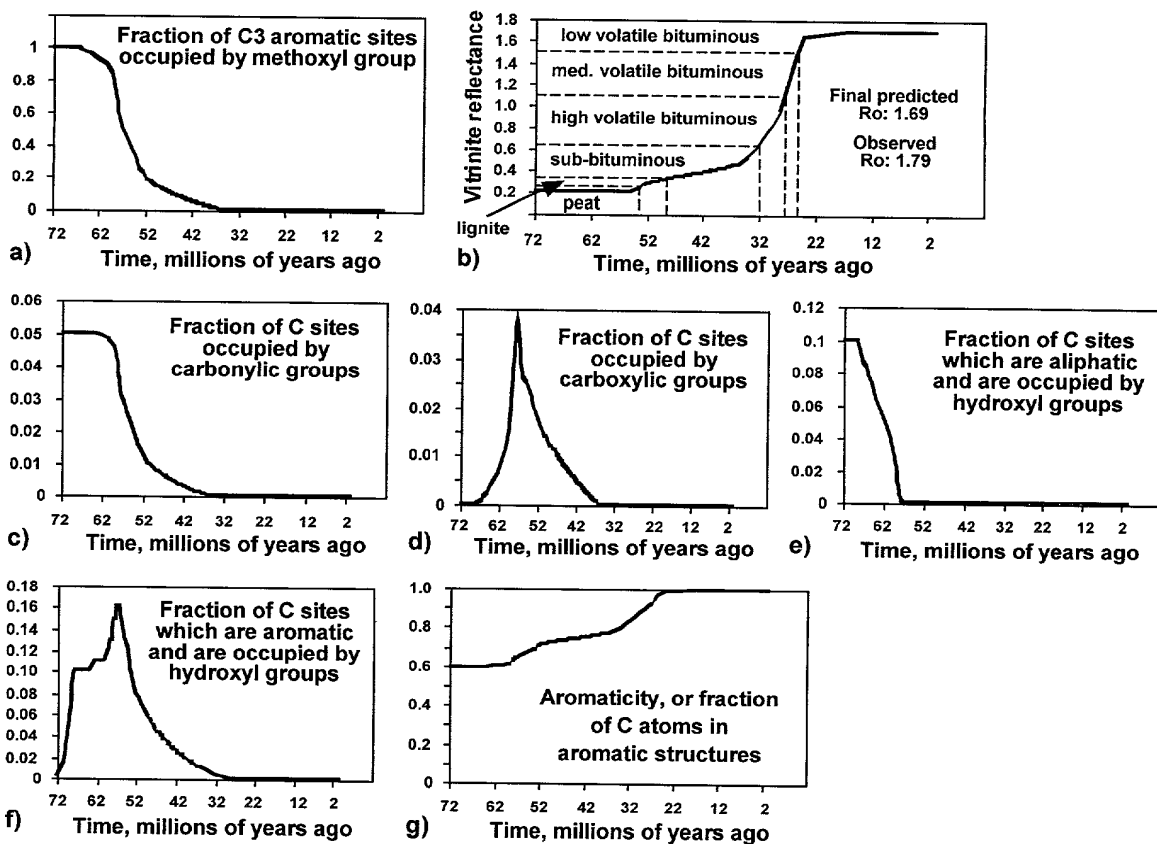 Fraction of C3 aromatic sites
occupied by methoxyl group
1
0.8
0.6
0.4
0.2
0
72 62 52 42 32 22 12 2
Time, millions of years ago
a)
Vitrinite reflectance
1.8
1.6
1.4
1.2
1.0
0.8
0.6
0.4
0.2
low volatile bituminous
med. volatile bituminous
high volatile bituminous
sub-bituminous
peat
lignite
Final predicted
Ro: 1.69
Observed
Ro: 1.79
72 62 52 42 32 22 12 2
Time, millions of years ago
b)
0.06
0.05
0.04
0.03
0.02
0.01
0
Fraction of C sites
occupied by
carbonylic groups
72 62 52 42 32 22 12 2
Time, millions of years ago
c)
0.04
0.03
0.02
0.01
0
Fraction of C sites
occupied by
carboxylic groups
72 62 52 42 32 22 12 2
Time, millions of years ago
d)
0.12
0.1
0.08
0.06
0.04
0.02
0
Fraction of C sites
which are aliphatic
and are occupied by
hydroxyl groups
72 62 52 42 32 22 12 2
Time, millions of years ago
e)
0.18
0.16
0.14
0.12
0.10
0.08
0.06
0.04
0.02
0
Fraction of C sites
which are aromatic
and are occupied by
hydroxyl groups
72 62 52 42 32 22 12 2
Time, millions of years ago
f)
1.0
0.8
0.6
0.4
0.2
0
Aromaticity, or fraction
of C atoms in
aromatic structures
72 62 52 42 32 22 12 2
Time, millions of years ago
g)